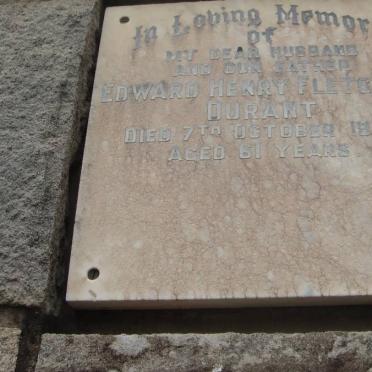 In Loving Memor
of
MY DEAR HUSBAND
AND OUR FATHER
EDWARD HENRY FLETC
DURANT
DIED 7TH OCTOBER 19
AGED 61 YEARS